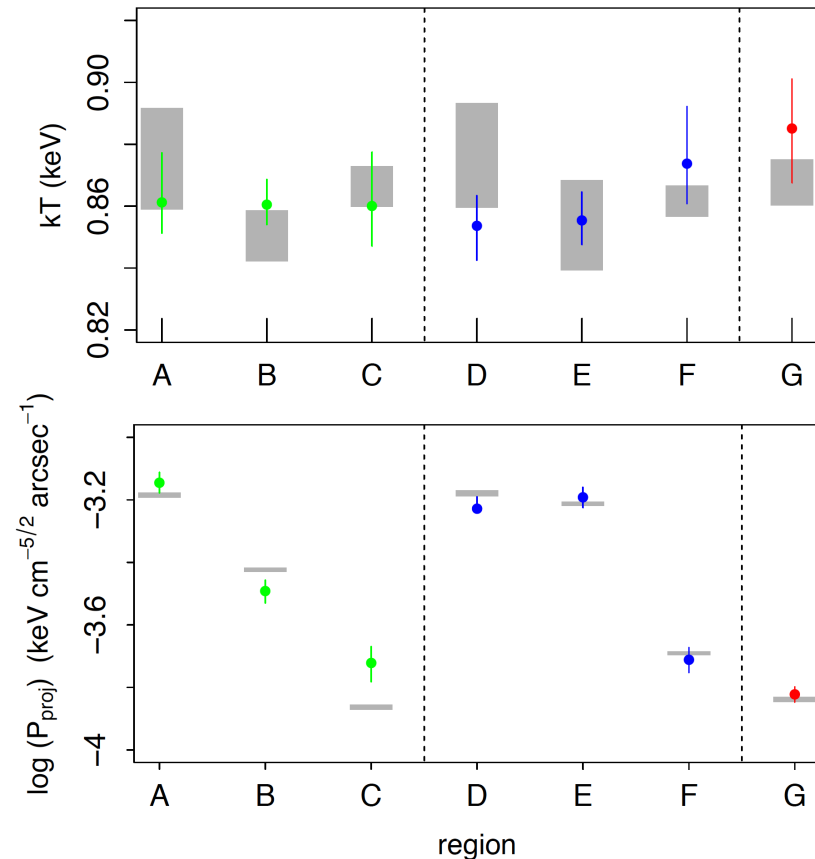 kT (keV)
0.90
0.86
0.82
A B C D E F G
log (P_proj) (keV cm^−5/2 arcsec^−1)
−3.2
−3.6
−4
A B C D E F G
region